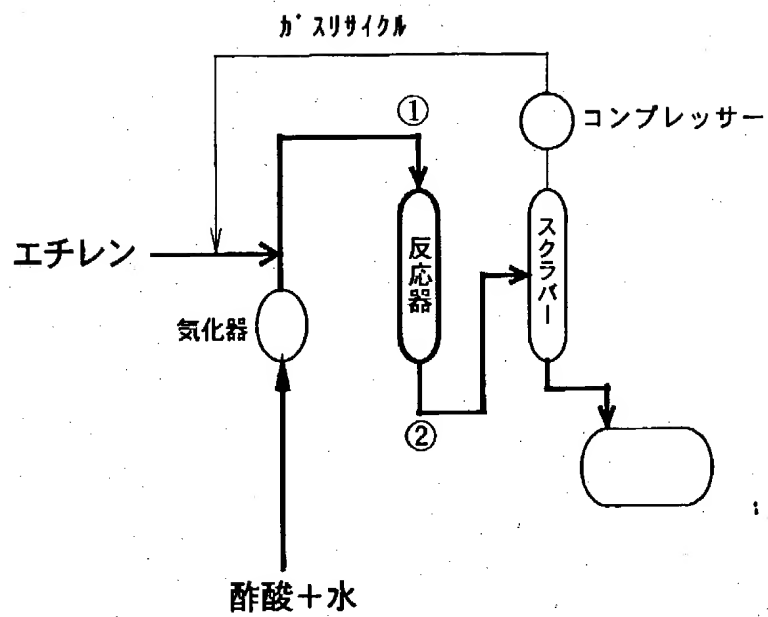 ガスリサイクル
①
コンプレッサー
エチレン
反応器
スクラバー
気化器
②
酢酸＋水